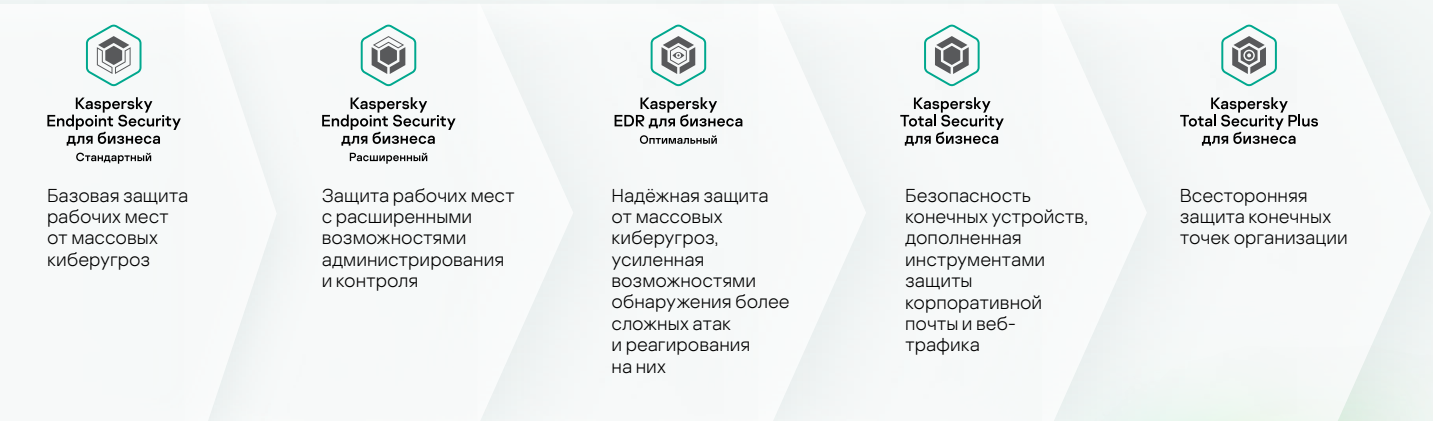 Kaspersky
Endpoint Security
для бизнеса
Стандартный
Базовая защита
рабочих мест
от массовых
киберугроз
Kaspersky
Endpoint Security
для бизнеса
Расширенный
Защита рабочих мест
с расширенными
возможностями
администрирования
и контроля
Kaspersky
EDR для бизнеса
Оптимальный
Надёжная защита
от массовых
киберугроз,
усиленная
возможностями
обнаружения более
сложных атак
и реагирования
на них
Kaspersky
Total Security
для бизнеса
Безопасность
конечных устройств,
дополненная
инструментами
защиты
корпоративной
почты и веб-
трафика
Kaspersky
Total Security Plus
для бизнеса
Всесторонняя
защита конечных
точек организации